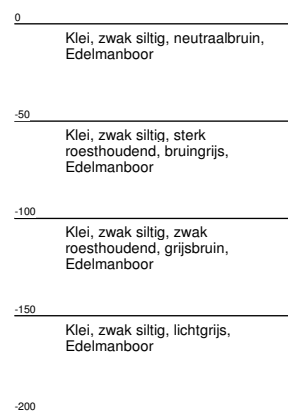 0
Klei, zwak siltig, neutraalbruin,
Edelmanboor
-50
Klei, zwak siltig, sterk
roesthoudend, bruingrijs,
Edelmanboor
-100
Klei, zwak siltig, zwak
roesthoudend, grijsbruin,
Edelmanboor
-150
Klei, zwak siltig, lichtgrijs,
Edelmanboor
-200